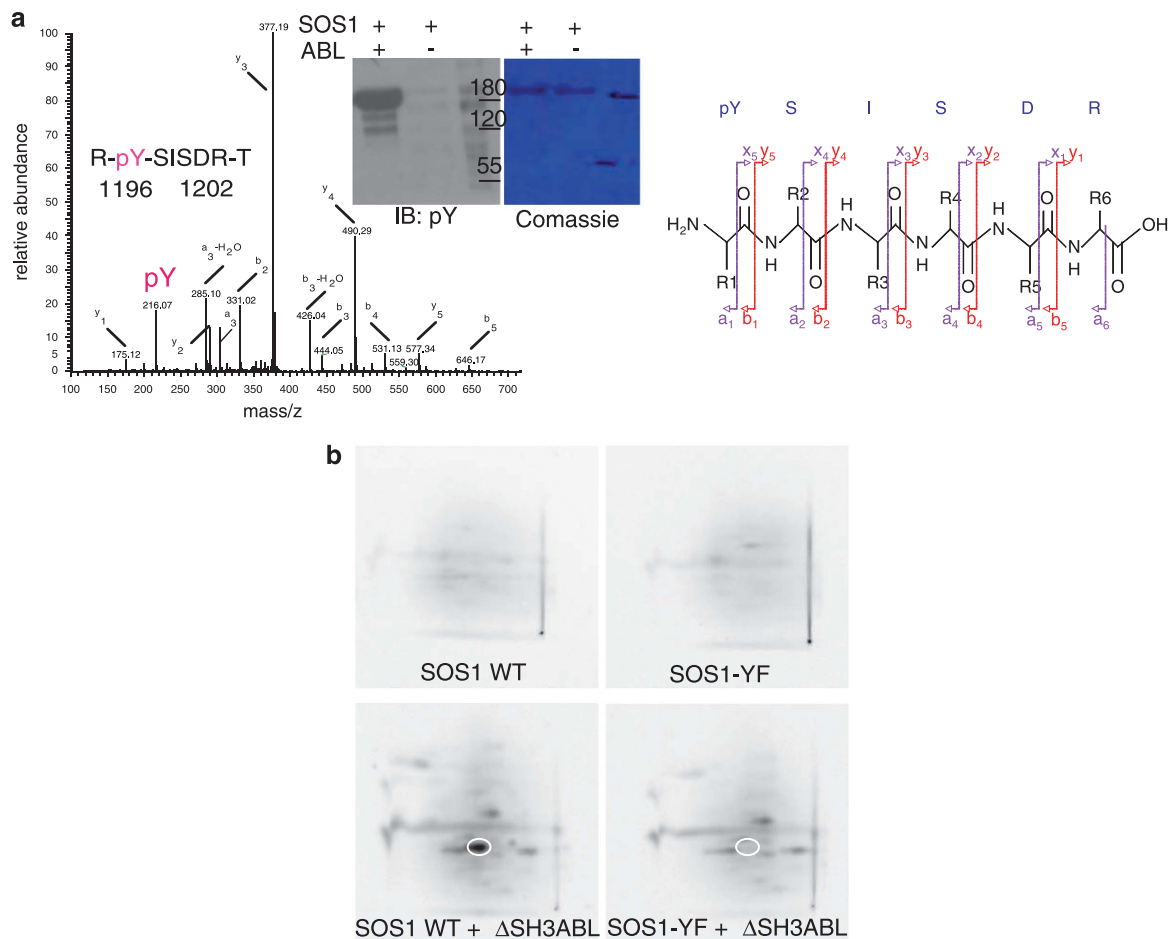 a
SOS1 + + + +
ABL + - + -
180
120
55
IB: pY
Comassie
relative abundance
100
90
80
70
60
50
40
30
20
10
5
0
R-pY-SISDR-T
1196 1202
pY
y1
175.12
216.07
y2
a3-H2O
285.10
a3
b2
331.02
y3
377.19
b3-H2O
426.04
b3
444.05
y4
490.29
b4
531.13
559.30
y5
577.34
b5
646.17
100 150 200 250 300 350 400 450 500 550 600 650 700
mass/z
pY S I S D R
x5 y5 x4 y4 x3 y3 x2 y2 x1 y1
H2N R1 O N H R2 O H N R3 O N H R4 O H N R5 O N H R6 O OH
a1 b1 a2 b2 a3 b3 a4 b4 a5 b5 a6
b
SOS1 WT
SOS1-YF
SOS1 WT + ΔSH3ABL
SOS1-YF + ΔSH3ABL